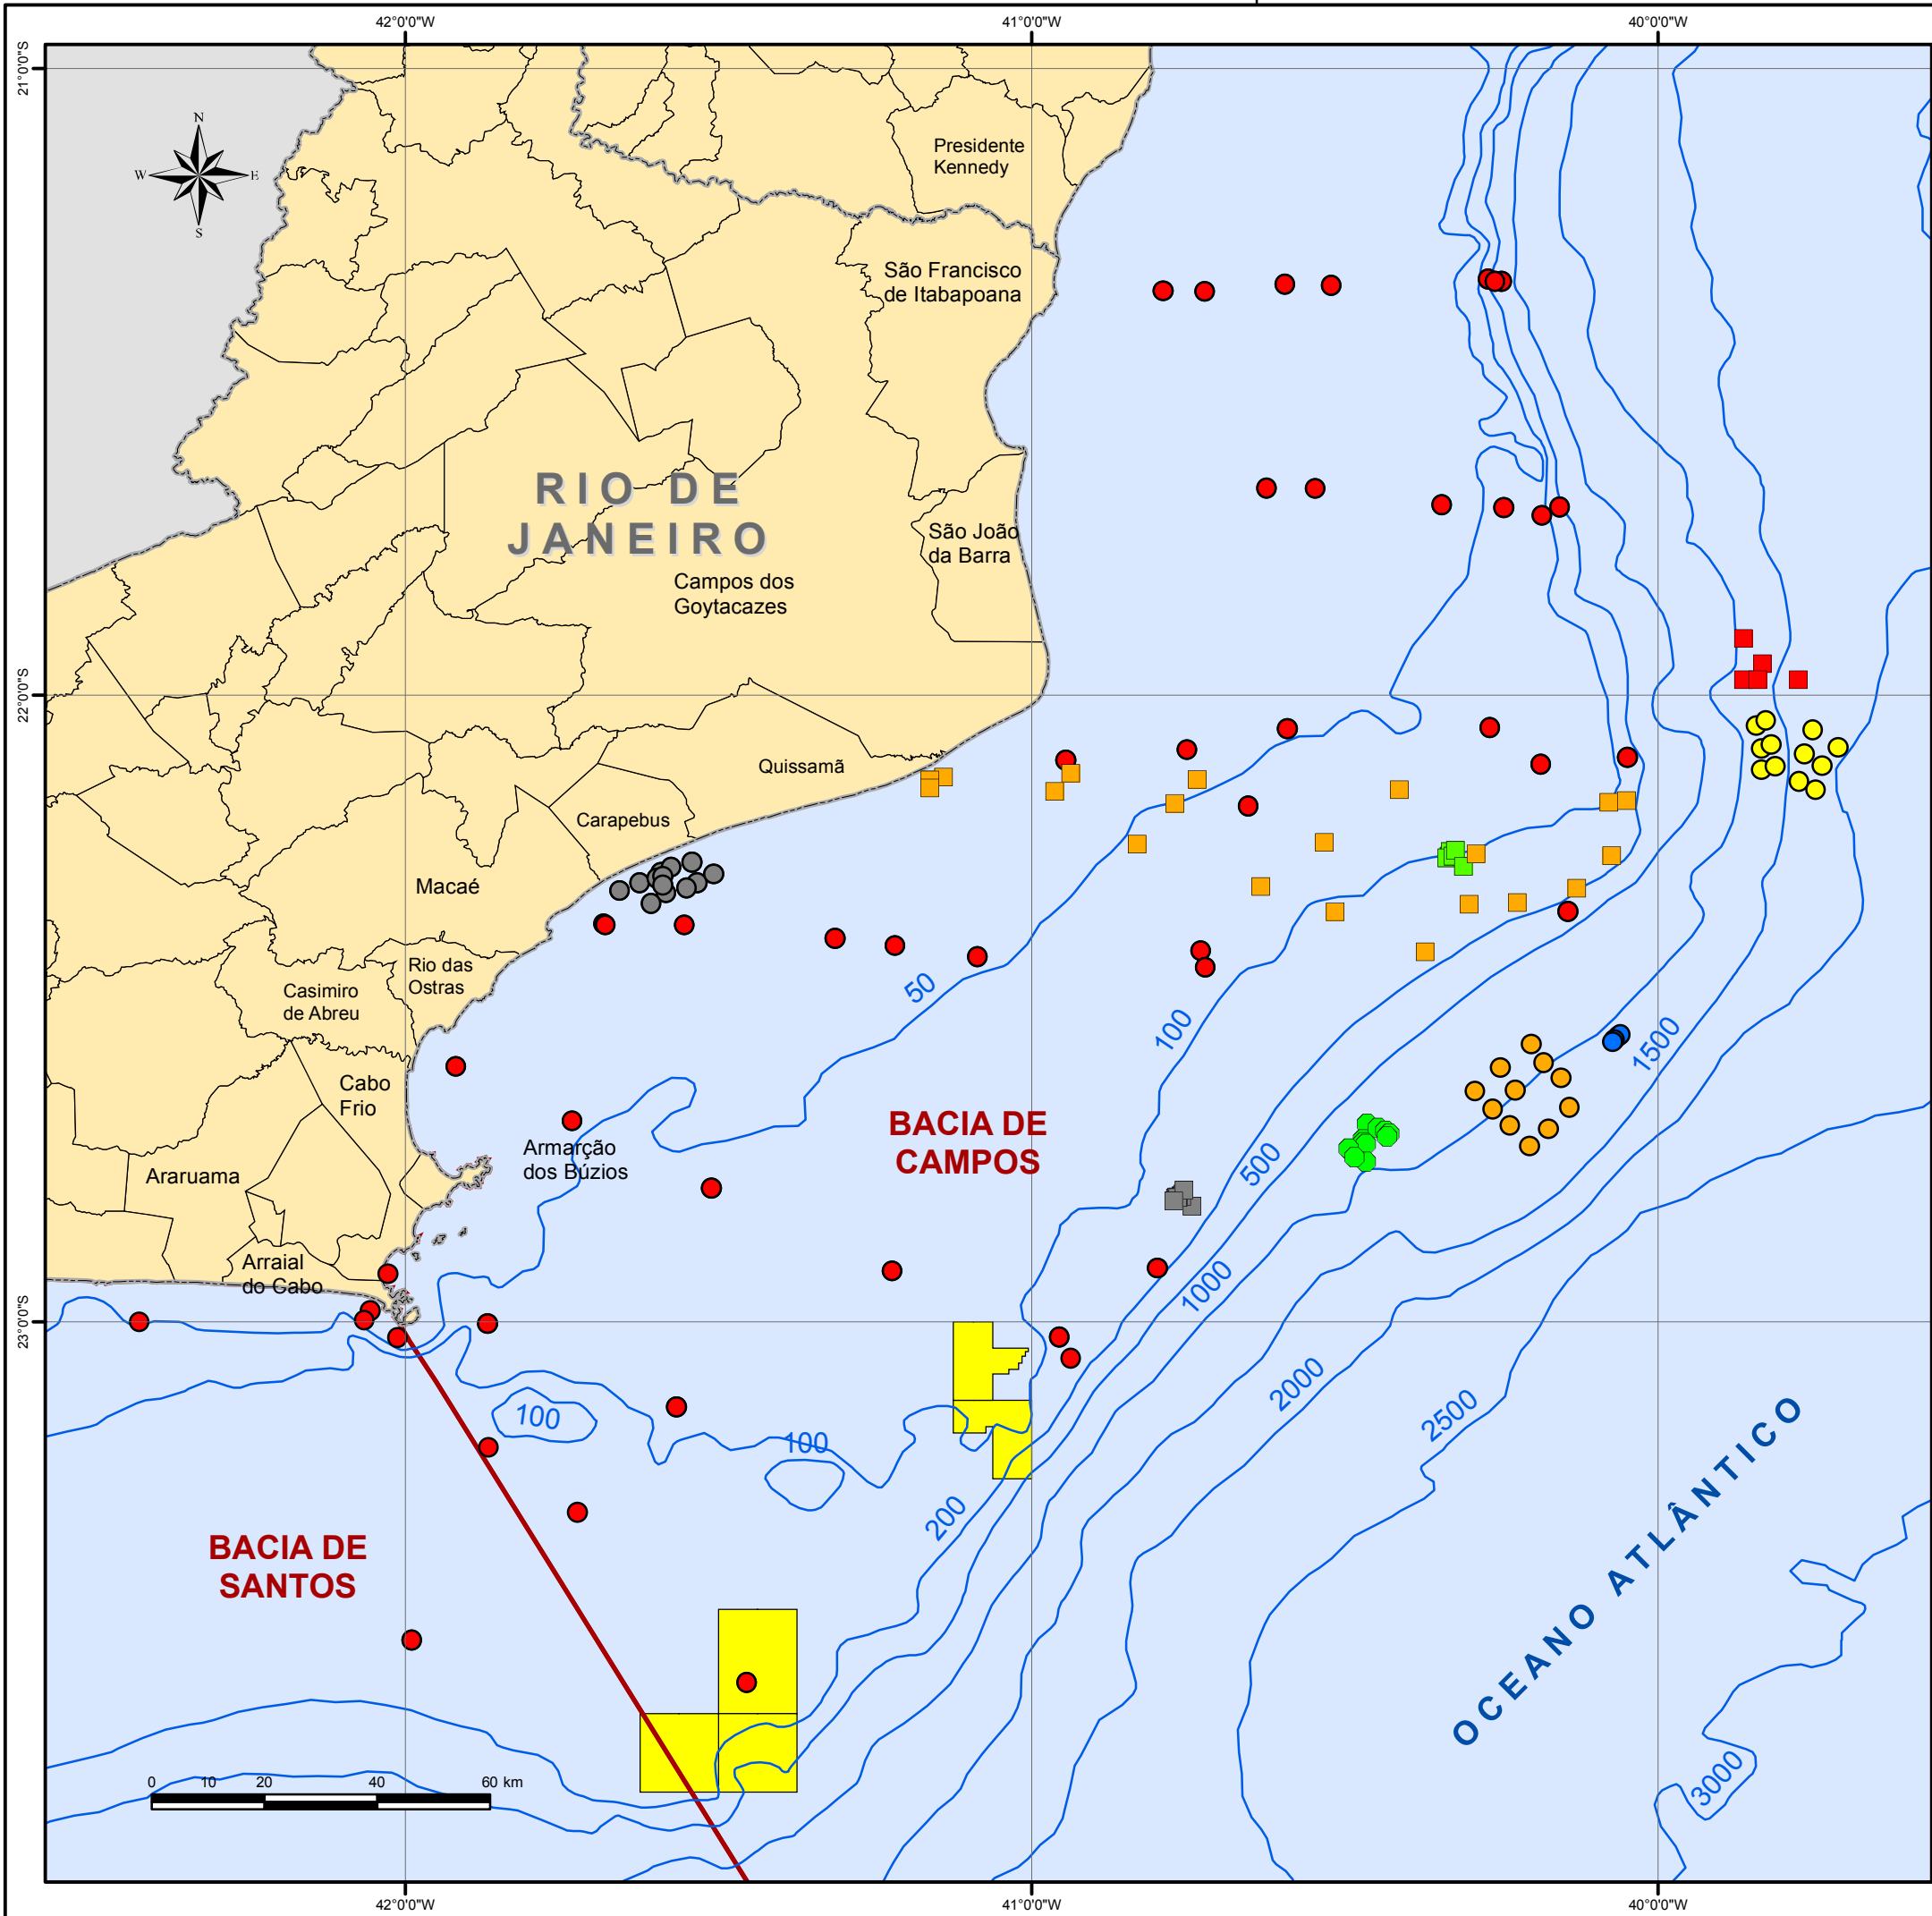 42°0'0"W
41°0'0"W
40°0'0"W
21°0'0"S
N
W
E
S
Presidente
Kennedy
São Francisco
de Itabapoana
RIO DE
JANEIRO
São João
da Barra
Campos dos
Goytacazes
22°0'0"S
Quissamã
Carapebus
Macaé
Rio das
Ostras
Casimiro
de Abreu
50
100
1500
Cabo
Frio
BACIA DE
CAMPOS
Armarção
dos Búzios
Araruama
500
Arraial
do Cabo
1000
23°0'0"S
2000
2500
100
100
200
OCEANO ATLÂNTICO
BACIA DE
SANTOS
3000
0 10 20 40 60 km
42°0'0"W
41°0'0"W
40°0'0"W